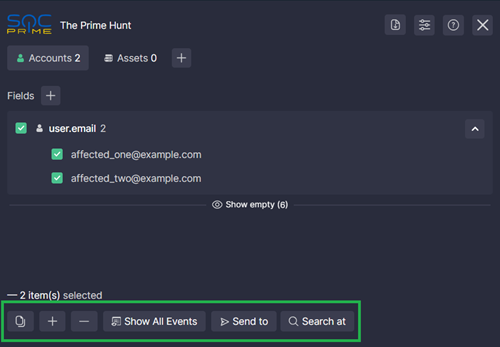 SOC PRIME The Prime Hunt
Accounts 2 Assets 0
Fields
user.email 2
affected_one@example.com
affected_two@example.com
Show empty (6)
— 2 item(s) selected
Show All Events Send to Search at